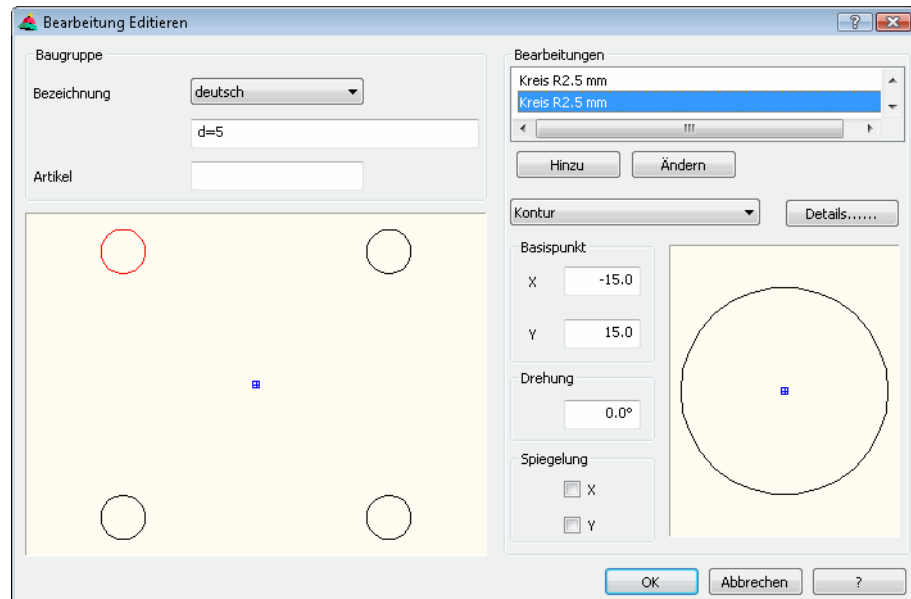 Bearbeitung Editieren
?
Baugruppe
Bezeichnung
deutsch
d=5
Artikel
Bearbeitungen
Kreis R2.5 mm
Kreis R2.5 mm
Hinzu
Ändern
Kontur
Details......
Basispunkt
X
-15.0
Y
15.0
Drehung
0.0°
Spiegelung
X
Y
OK
Abbrechen
?